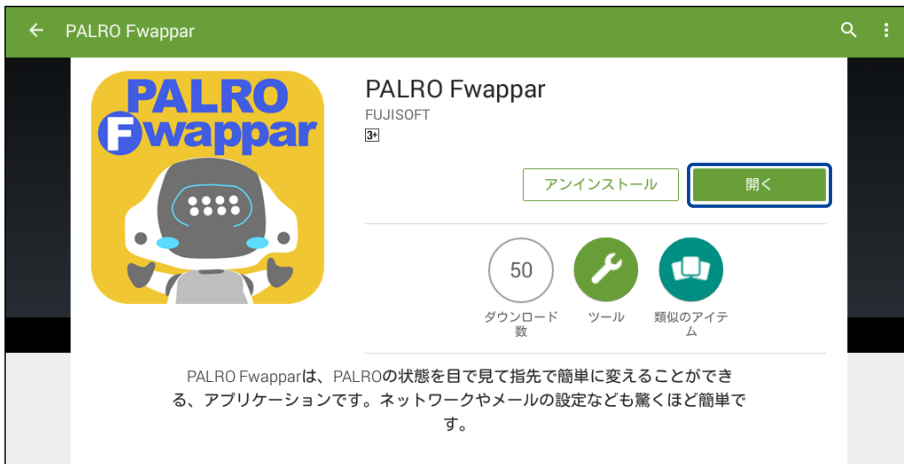 PALRO Fwappar
PALRO
Fwappar
PALRO Fwappar
FUJISOFT
3+
アンインストール
開く
50
ダウンロード
数
ツール
類似のアイテ
ム
PALRO Fwapparは、PALROの状態を目で見て指先で簡単に変えることができ
る、アプリケーションです。ネットワークやメールの設定なども驚くほど簡単で
す。